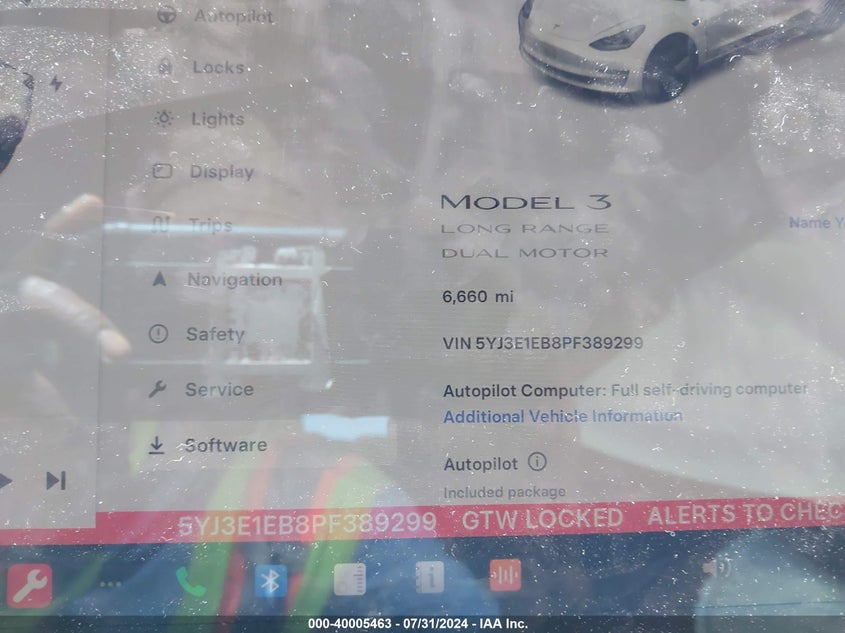 Autopilot
Locks
Lights
Display
Trips
Navigation
Safety
Service
Software
MODEL 3
LONG RANGE
DUAL MOTOR
6,660 mi
VIN 5YJ3E1EB8PF389299
Autopilot Computer: Full self-driving computer
Additional Vehicle Information
Autopilot
Included package
Name Y
5YJ3E1EB8PF389299 GTW LOCKED ALERTS TO CHEC
000-40005463 - 07/31/2024 - IAA Inc.